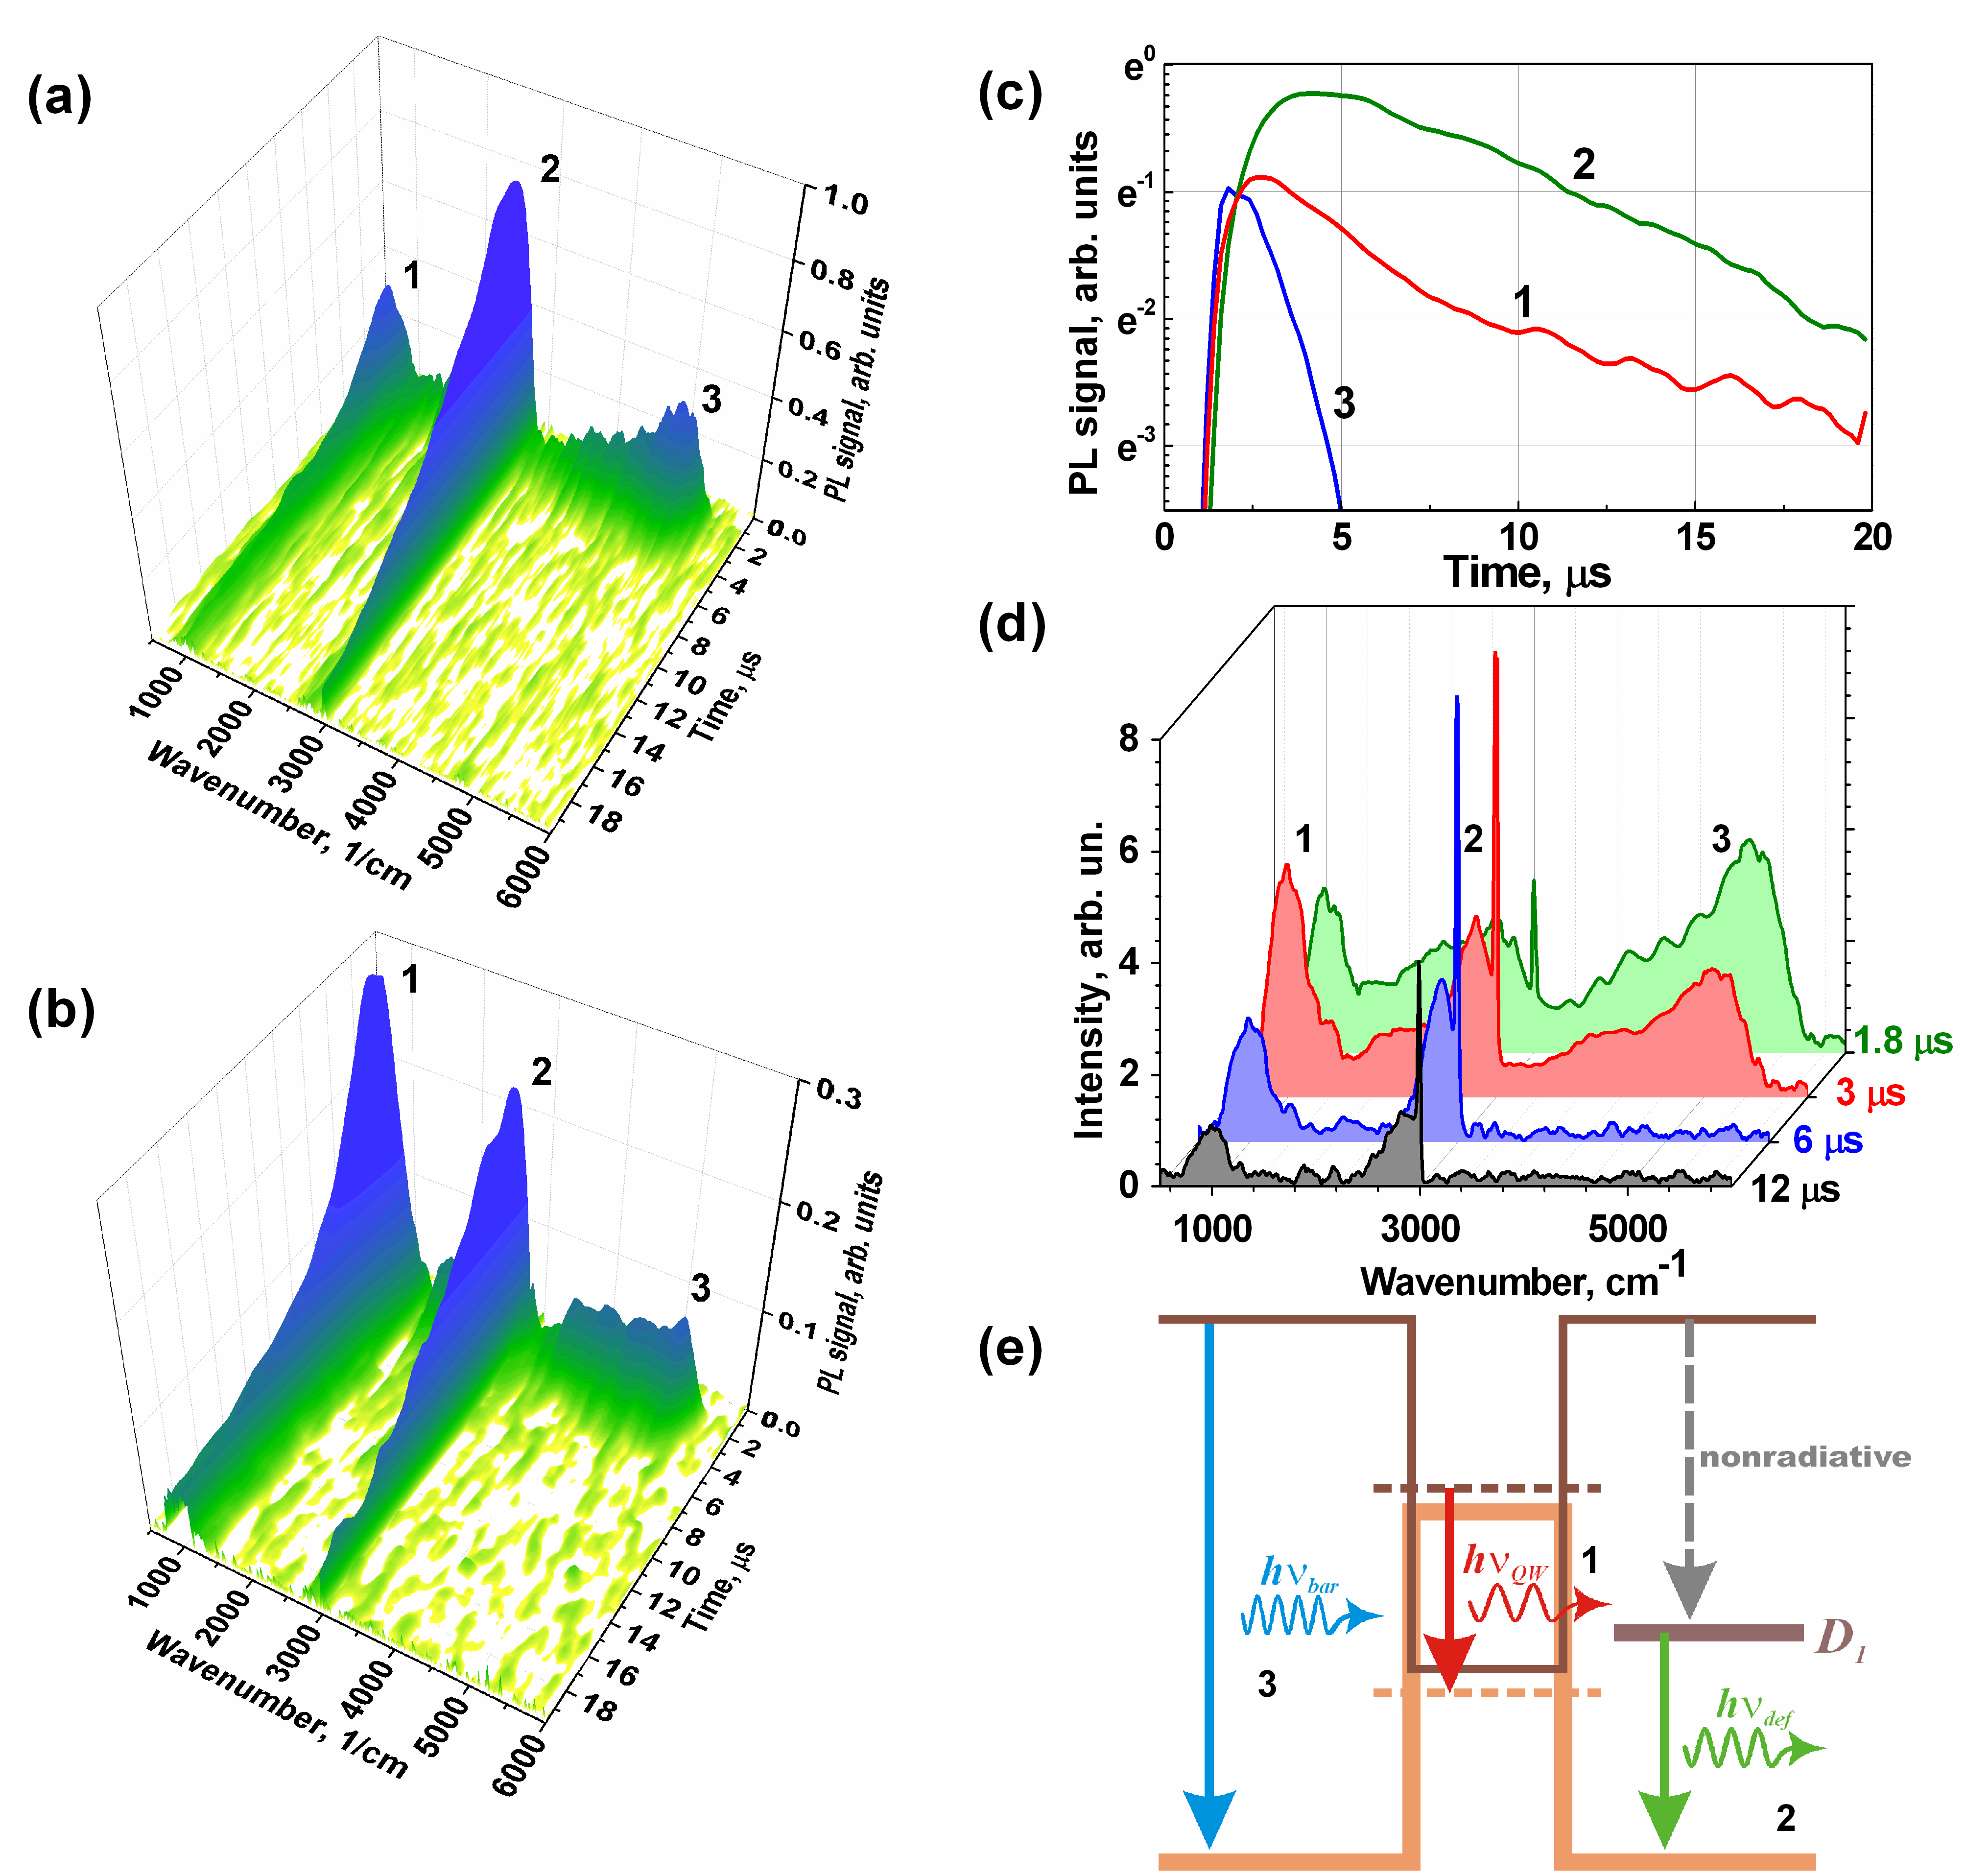 (a)
1
2
3
1.0
0.8
0.6
0.4
0.2
0.0
PL signal, arb. units
0
2
4
6
8
10
12
14
16
18
Time, μs
1000
2000
3000
4000
5000
6000
Wavenumber, 1/cm
(b)
1
2
3
0.3
0.2
0.1
0.0
PL signal, arb. units
0
2
4
6
8
10
12
14
16
18
Time, μs
1000
2000
3000
4000
5000
6000
Wavenumber, 1/cm
(c)
e⁰
e⁻¹
e⁻²
e⁻³
PL signal, arb. units
2
1
3
0
5
10
15
20
Time, μs
(d)
8
6
4
2
0
Intensity, arb. un.
1
2
3
1.8 μs
3 μs
6 μs
12 μs
1000
3000
5000
Wavenumber, cm⁻¹
(e)
nonradiative
hν_bar
hν_QW
1
3
D₁
hν_def
2